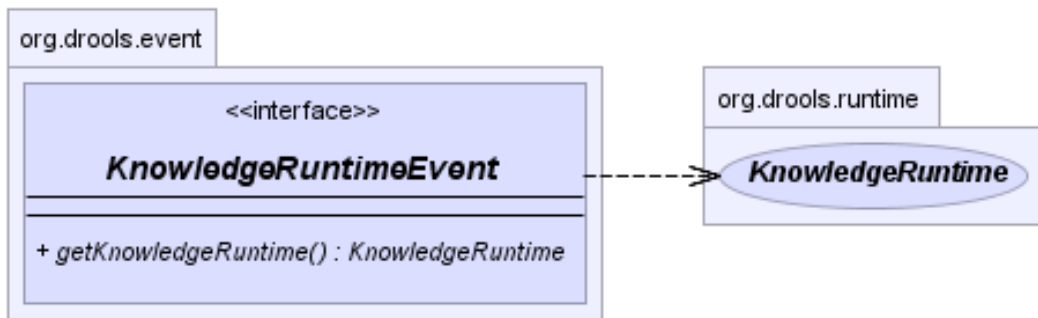 org.drools.event
<<interface>>
KnowledgeRuntimeEvent
+ getKnowledgeRuntime() : KnowledgeRuntime
org.drools.runtime
KnowledgeRuntime